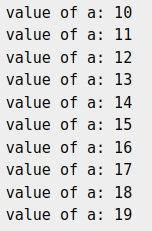 value of a: 10
value of a: 11
value of a: 12
value of a: 13
value of a: 14
value of a: 15
value of a: 16
value of a: 17
value of a: 18
value of a: 19